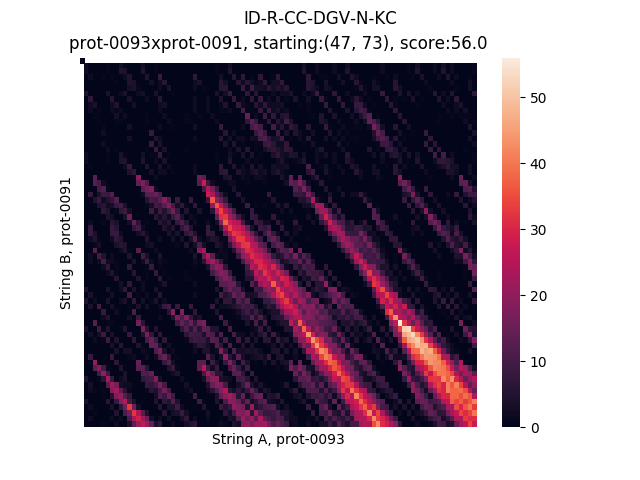 ID-R-CC-DGV-N-KC
prot-0093xprot-0091, starting:(47, 73), score:56.0
50
40
30
20
10
0
String B, prot-0091
String A, prot-0093